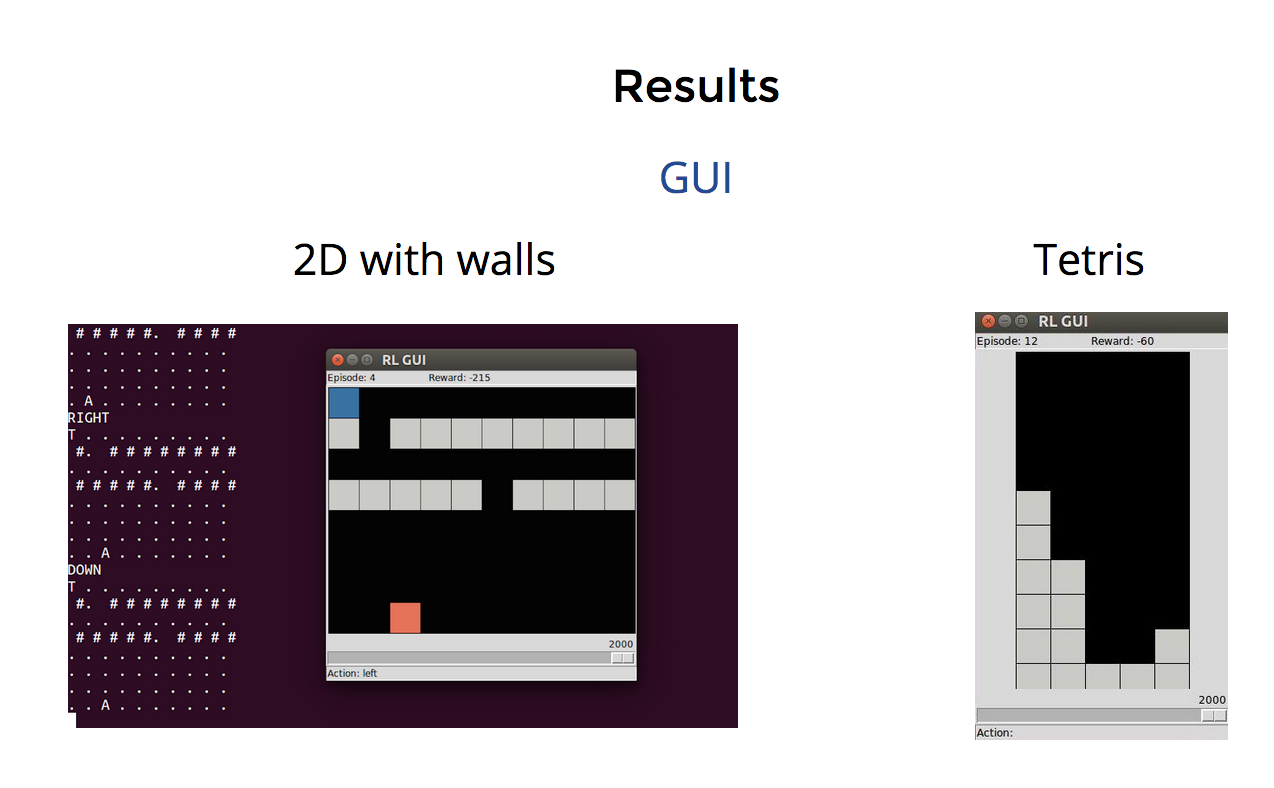 Results
GUI
2D with walls
Tetris
# # # # #. # # # #
. . . . . . . . . .
. . . . . . . . . .
. . . . . . . . . .
. A . . . . . . . .
RIGHT
T . . . . . . . . .
#. # # # # # # # #
. . . . . . . . . .
# # # # #. # # # #
. . . . . . . . . .
. . . . . . . . . .
. . . . . . . . . .
. . A . . . . . . .
DOWN
T . . . . . . . . .
#. # # # # # # # #
. . . . . . . . . .
# # # # #. # # # #
. . . . . . . . . .
. . . . . . . . . .
. . . . . . . . . .
. . A . . . . . . .
RL GUI
Episode: 4 Reward: -215
2000
Action: left
RL GUI
Episode: 12 Reward: -60
2000
Action: